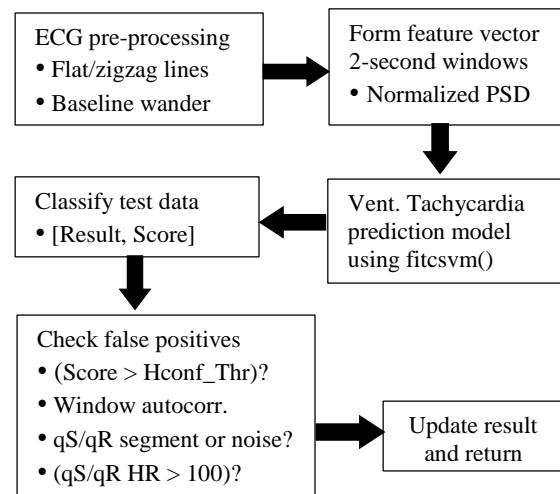 ECG pre-processing
• Flat/zigzag lines
• Baseline wander
Form feature vector
2-second windows
• Normalized PSD
Vent. Tachycardia
prediction model
using fitcsvm()
Classify test data
• [Result, Score]
Check false positives
• (Score > Hconf_Thr)?
• Window autocorr.
• qS/qR segment or noise?
• (qS/qR HR > 100)?
Update result
and return